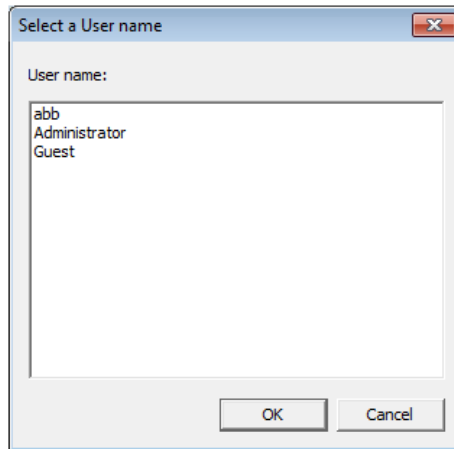 Select a User name
User name:
abb
Administrator
Guest
OK
Cancel